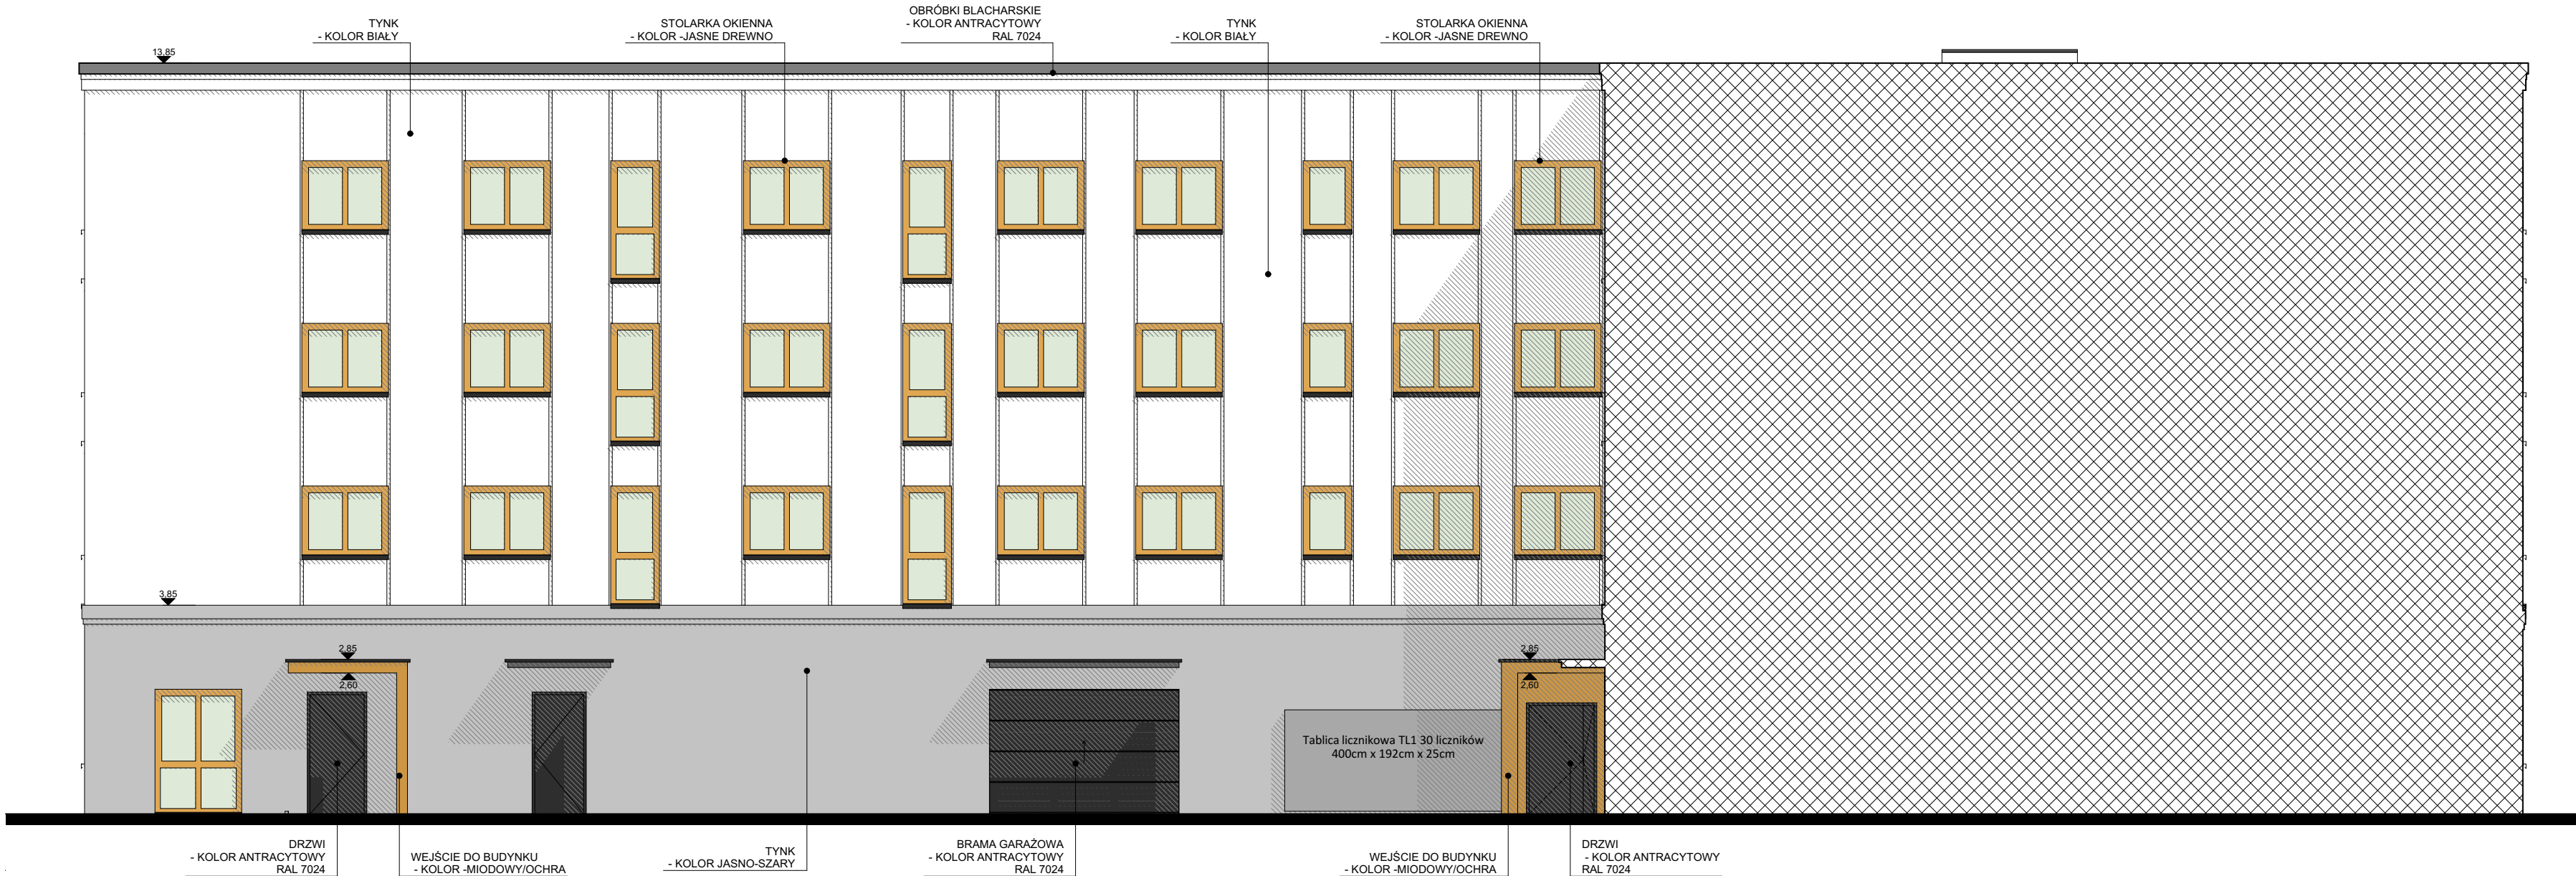 TYNK
- KOLOR BIAŁY
STOLARKA OKIENNA
- KOLOR -JASNE DREWNO
OBRÓBKI BLACHARSKIE
- KOLOR ANTRACYTOWY
RAL 7024
TYNK
- KOLOR BIAŁY
STOLARKA OKIENNA
- KOLOR -JASNE DREWNO
13,85
3,85
2,85
2,60
2,85
2,60
Tablica licznikowa TL1 30 liczników
400cm x 192cm x 25cm
DRZWI
- KOLOR ANTRACYTOWY
RAL 7024
WEJŚCIE DO BUDYNKU
- KOLOR -MIODOWY/OCHRA
TYNK
- KOLOR JASNO-SZARY
BRAMA GARAŻOWA
- KOLOR ANTRACYTOWY
RAL 7024
WEJŚCIE DO BUDYNKU
- KOLOR -MIODOWY/OCHRA
DRZWI
- KOLOR ANTRACYTOWY
RAL 7024